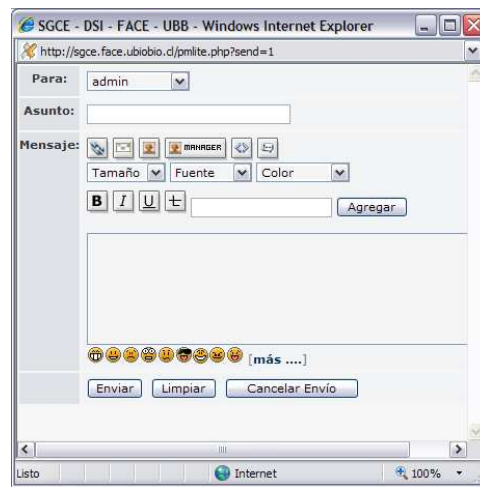 SGCE - DSI - FACE - UBB - Windows Internet Explorer
http://sgce.face.ubiobio.cl/pmlite.php?send=1
Para: admin
Asunto:
Mensaje: MANAGER
Tamaño Fuente Color
B I U t Agregar
[más ....]
Enviar Limpiar Cancelar Envío
Listo Internet 100%